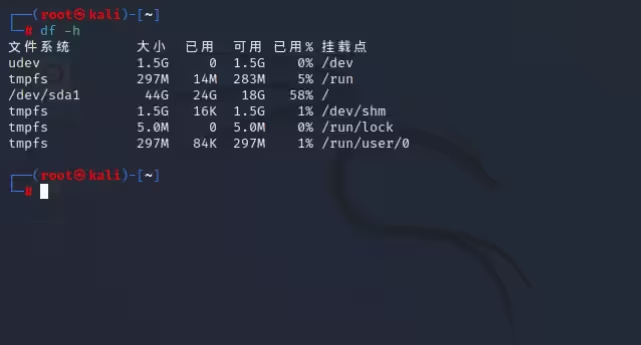 ┌──(root㉿kali)-[~]
└─# df -h
文件系统 大小 已用 可用 已用% 挂载点
udev 1.5G 0 1.5G 0% /dev
tmpfs 297M 14M 283M 5% /run
/dev/sda1 44G 24G 18G 58% /
tmpfs 1.5G 16K 1.5G 1% /dev/shm
tmpfs 5.0M 0 5.0M 0% /run/lock
tmpfs 297M 84K 297M 1% /run/user/0
┌──(root㉿kali)-[~]
└─#